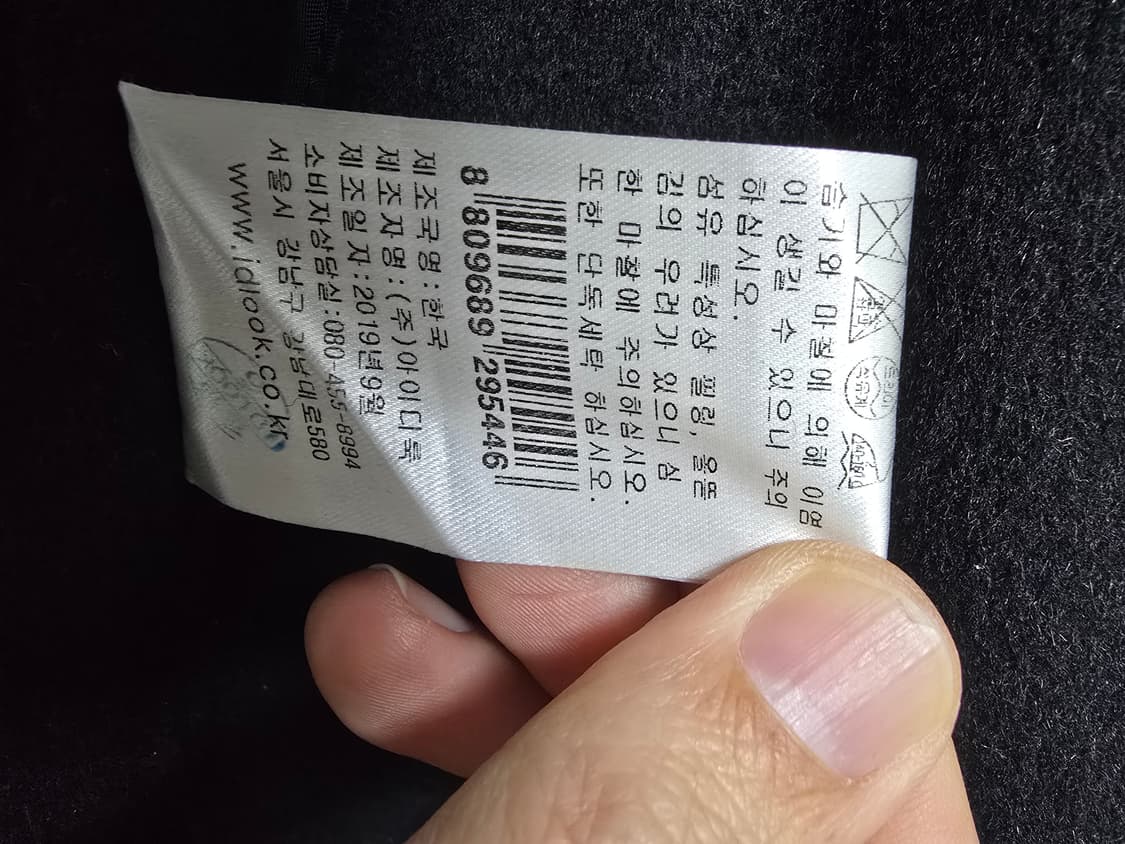 습기와 마찰에 의해 이염
이 생길 수 있으니 주의
하십시오.
섬유 특성상 필링, 올뜯
김의 우려가 있으니 심
한 마찰에 주의하십시오.
또한 단독세탁 하십시오.
8 809689 295446
제조국명:한국
제조자명:(주)아이디룩
제조일자:2019년9월
소비자상담실:080-455-8994
서울시 강남구 강남대로580
www.idlook.co.kr